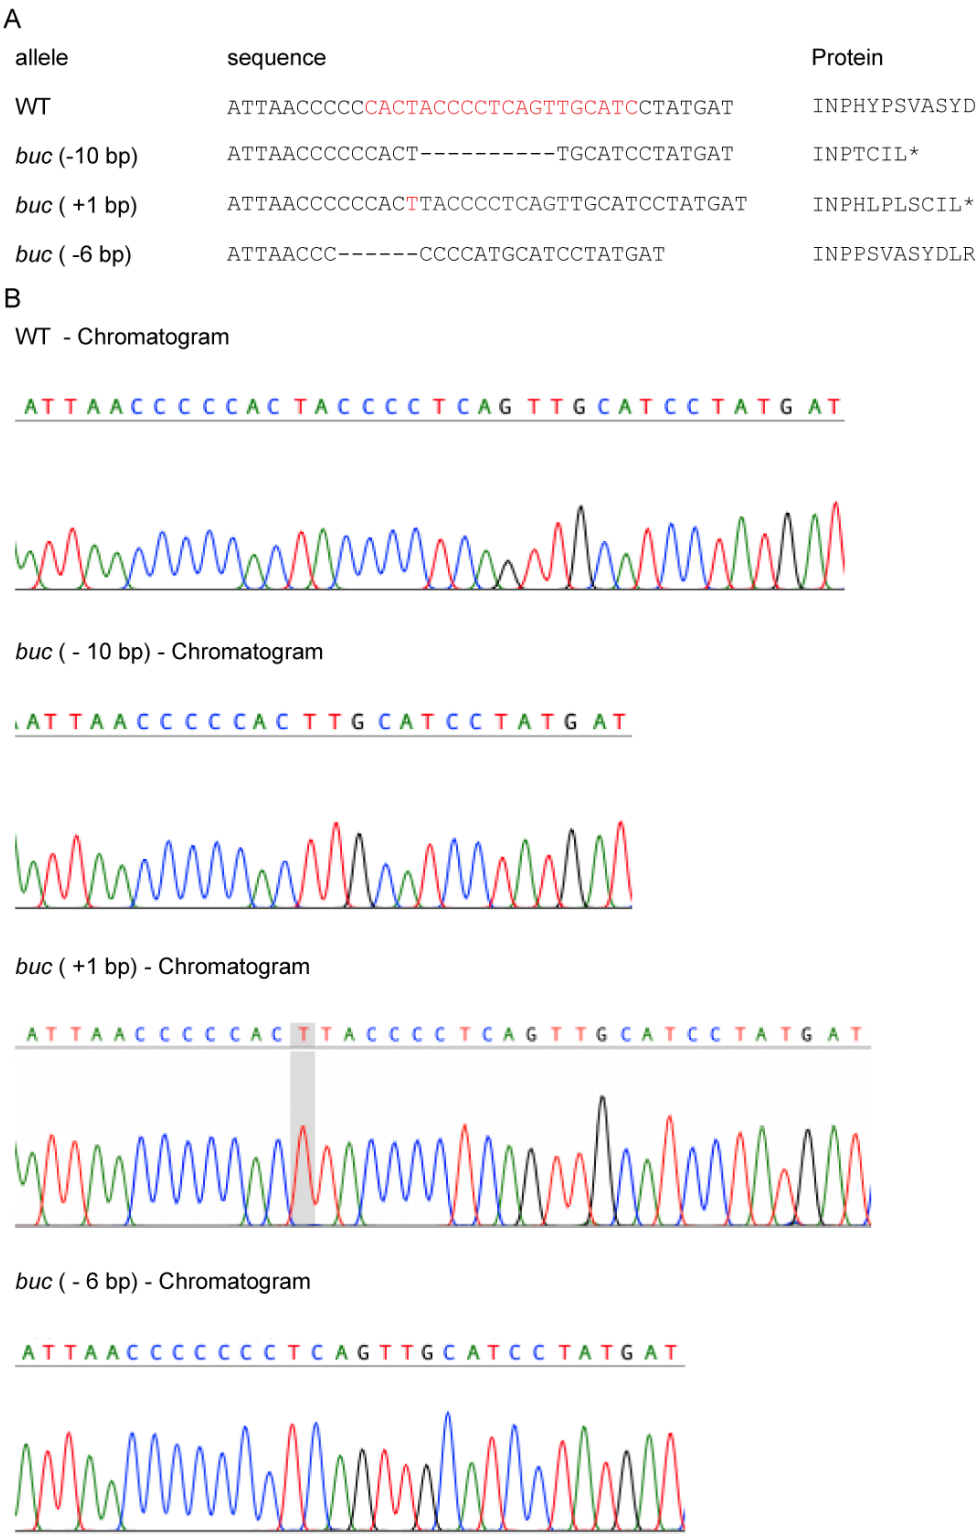 A
allele sequence Protein
WT ATTAACCCCCCACTACCCCTCAGTTGCATCCTATGAT INPHYPSVASYD
buc (-10 bp) ATTAACCCCCCACT----------TGCATCCTATGAT INPTCIL*
buc ( +1 bp) ATTAACCCCCCACTTACCCCTCAGTTGCATCCTATGAT INPHLPLSCIL*
buc ( -6 bp) ATTAACCC------CCCCATGCATCCTATGAT INPPSVASYDLR
B
WT - Chromatogram
A T T A A C C C C C A C T A C C C C T C A G T T G C A T C C T A T G A T
buc ( - 10 bp) - Chromatogram
A T T A A C C C C C A C T T G C A T C C T A T G A T
buc ( +1 bp) - Chromatogram
A T T A A C C C C C A C T T A C C C C T C A G T T G C A T C C T A T G A T
buc ( - 6 bp) - Chromatogram
A T T A A C C C C C C C T C A G T T G C A T C C T A T G A T